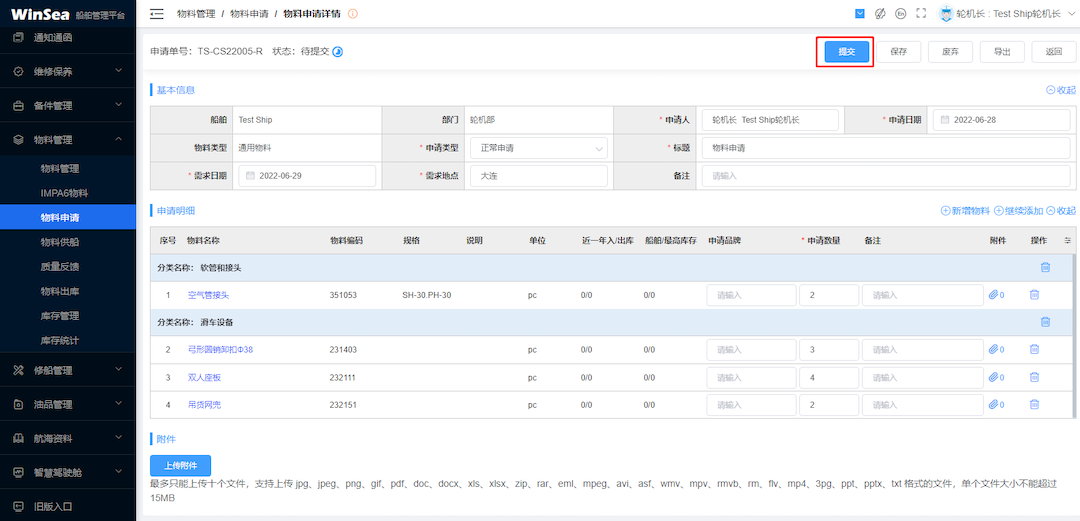 WinSea 船舶管理平台
物料管理 / 物料申请 / 物料申请详情
En
轮机长 : Test Ship轮机长
通知通函
维修保养
备件管理
物料管理
物料管理
IMPA6物料
物料申请
物料供船
质量反馈
物料出库
库存管理
库存统计
修船管理
油品管理
航海资料
智慧驾驶舱
旧版入口
申请单号: TS-CS22005-R 状态: 待提交
提交 保存 废弃 导出 返回
基本信息 收起
船舶 Test Ship 部门 轮机部 * 申请人 轮机长 Test Ship轮机长 * 申请日期 2022-06-28
物料类型 通用物料 * 申请类型 正常申请 * 标题 物料申请
* 需求日期 2022-06-29 * 需求地点 大连 备注 请输入
申请明细 新增物料 继续添加 收起
序号 物料名称 物料编码 规格 说明 单位 近一年入/出库 船舶/最高库存 申请品牌 * 申请数量 备注 附件 操作
分类名称: 软管和接头
1 空气管接头 351053 SH-30.PH-30 pc 0/0 0/0 请输入 2 请输入 0
分类名称: 滑车设备
2 弓形圆销卸扣Φ38 231403 pc 0/0 0/0 请输入 3 请输入 0
3 双人座板 232111 pc 0/0 0/0 请输入 4 请输入 0
4 吊货网兜 232151 pc 0/0 0/0 请输入 2 请输入 0
附件
上传附件
最多只能上传十个文件，支持上传 jpg、jpeg、png、gif、pdf、doc、docx、xls、xlsx、zip、rar、eml、mpeg、avi、asf、wmv、mpv、rmvb、rm、flv、mp4、3pg、ppt、pptx、txt 格式的文件，单个文件大小不能超过
15MB